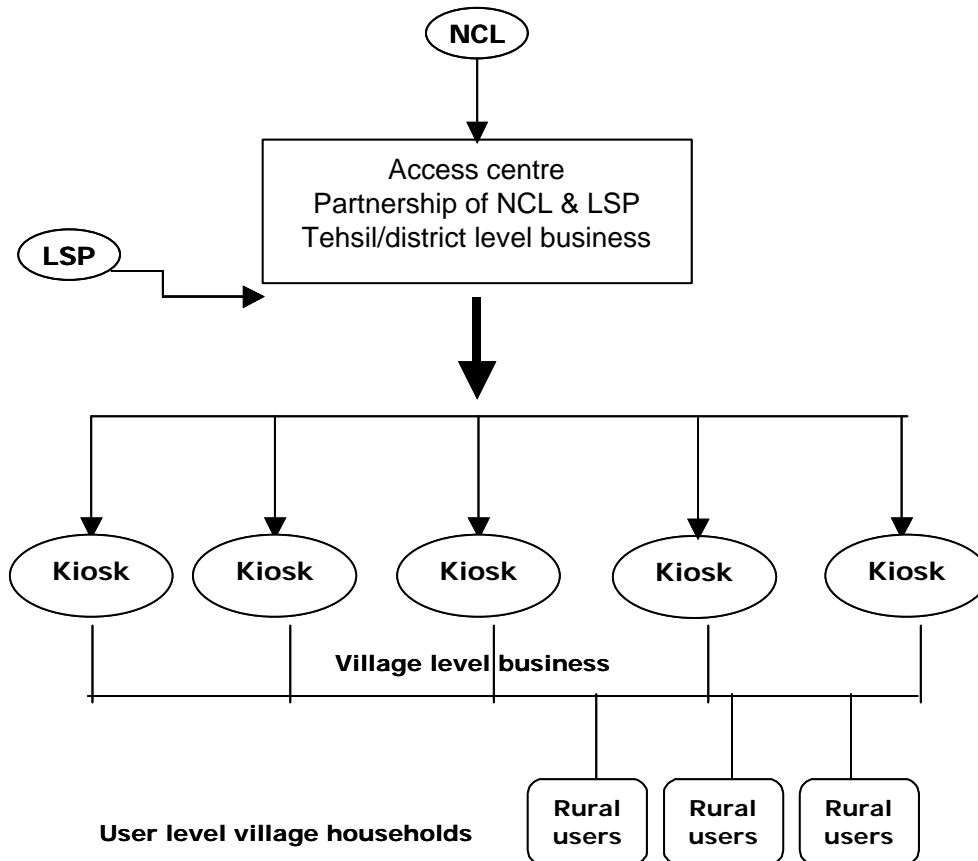 NCL
Access centre
Partnership of NCL & LSP
Tehsil/district level business
LSP
Kiosk
Kiosk
Kiosk
Kiosk
Kiosk
Village level business
Rural
users
Rural
users
Rural
users
User level village households